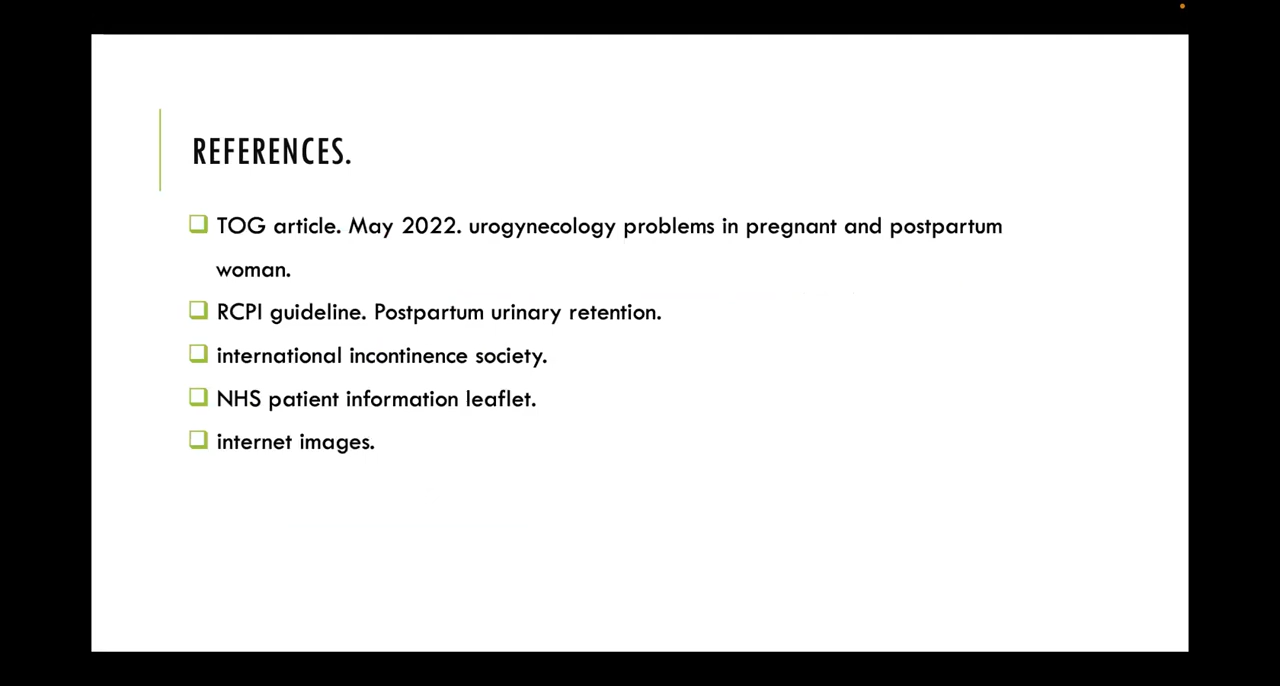 REFERENCES.
TOG article. May 2022. urogynecology problems in pregnant and postpartum
woman.
RCPI guideline. Postpartum urinary retention.
international incontinence society.
NHS patient information leaflet.
internet images.